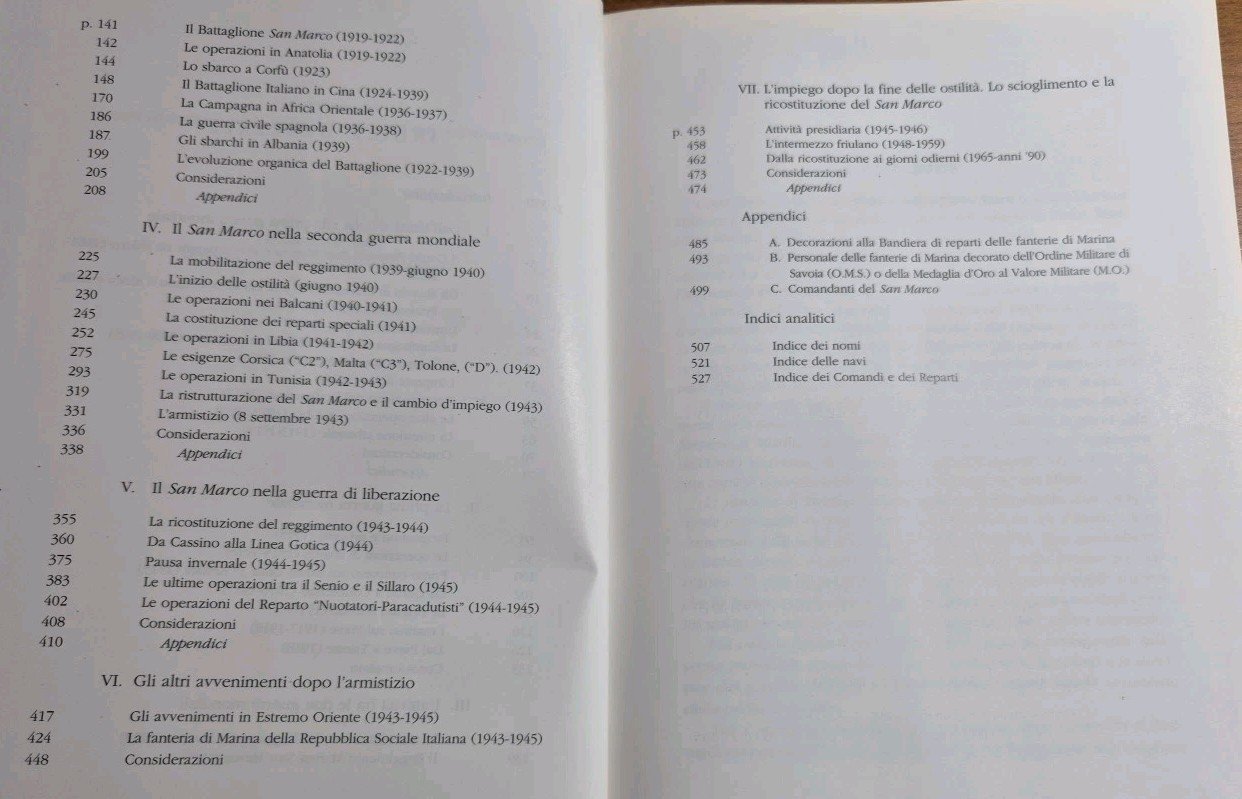 p. 141 Il Battaglione San Marco (1919-1922)
142 Le operazioni in Anatolia (1919-1922)
144 Lo sbarco a Corfù (1923)
148 Il Battaglione Italiano in Cina (1924-1939)
170 La Campagna in Africa Orientale (1936-1937)
186 La guerra civile spagnola (1936-1938)
187 Gli sbarchi in Albania (1939)
199 L'evoluzione organica del Battaglione (1922-1939)
205 Considerazioni
208 Appendici
IV. Il San Marco nella seconda guerra mondiale
225 La mobilitazione del reggimento (1939-giugno 1940)
227 L'inizio delle ostilità (giugno 1940)
230 Le operazioni nei Balcani (1940-1941)
245 La costituzione dei reparti speciali (1941)
252 Le operazioni in Libia (1941-1942)
275 Le esigenze Corsica ("C2"), Malta ("C3"), Tolone, ("D"). (1942)
293 Le operazioni in Tunisia (1942-1943)
319 La ristrutturazione del San Marco e il cambio d'impiego (1943)
331 L'armistizio (8 settembre 1943)
336 Considerazioni
338 Appendici
V. Il San Marco nella guerra di liberazione
355 La ricostituzione del reggimento (1943-1944)
360 Da Cassino alla Linea Gotica (1944)
375 Pausa invernale (1944-1945)
383 Le ultime operazioni tra il Senio e il Sillaro (1945)
402 Le operazioni del Reparto "Nuotatori-Paracadutisti" (1944-1945)
408 Considerazioni
410 Appendici
VI. Gli altri avvenimenti dopo l'armistizio
417 Gli avvenimenti in Estremo Oriente (1943-1945)
424 La fanteria di Marina della Repubblica Sociale Italiana (1943-1945)
448 Considerazioni
VII. L'impiego dopo la fine delle ostilità. Lo scioglimento e la
ricostituzione del San Marco
p. 453 Attività presidiaria (1945-1946)
458 L'intermezzo friulano (1948-1959)
462 Dalla ricostituzione ai giorni odierni (1965-anni '90)
473 Considerazioni
474 Appendici
Appendici
485 A. Decorazioni alla Bandiera di reparti delle fanterie di Marina
493 B. Personale delle fanterie di Marina decorato dell'Ordine Militare di
Savoia (O.M.S.) o della Medaglia d'Oro al Valore Militare (M.O.)
499 C. Comandanti del San Marco
Indici analitici
507 Indice dei nomi
521 Indice delle navi
527 Indice dei Comandi e dei Reparti